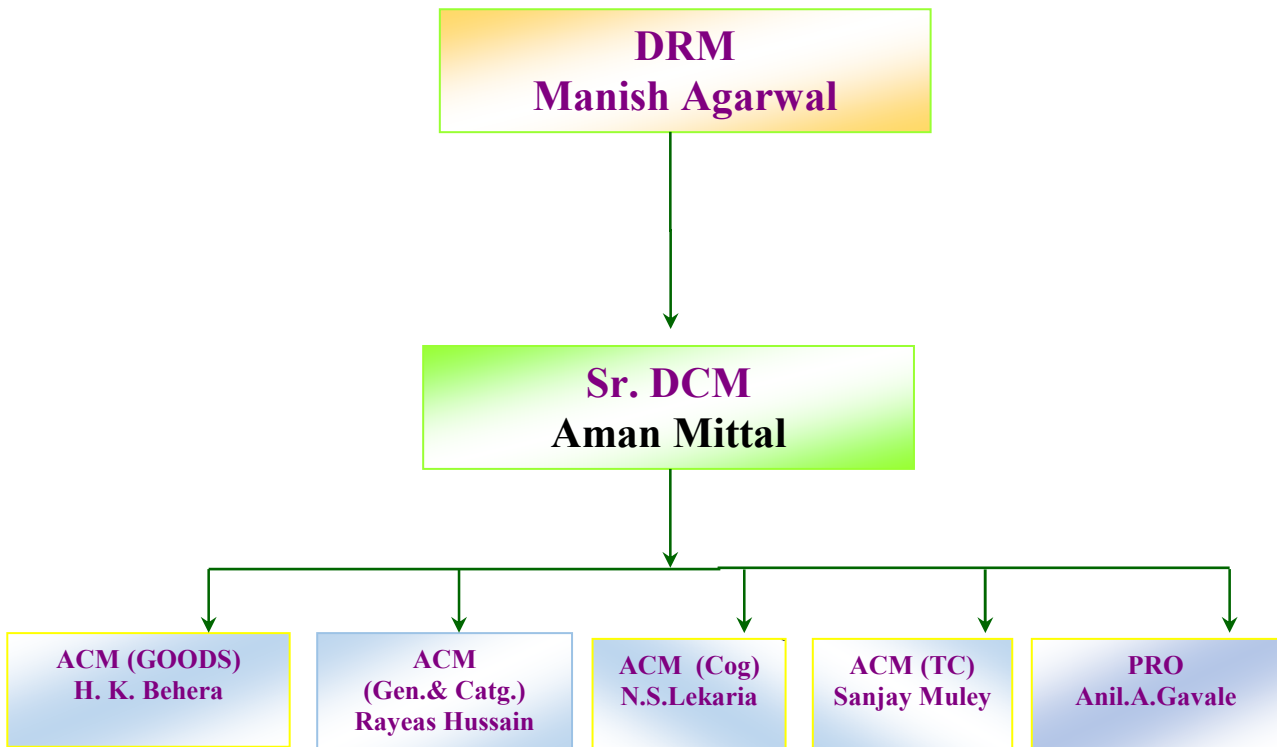 DRM
Manish Agarwal
Sr. DCM
Aman Mittal
ACM (GOODS)
H. K. Behera
ACM
(Gen.& Catg.)
Rayeas Hussain
ACM (Cog)
N.S.Lekaria
ACM (TC)
Sanjay Muley
PRO
Anil.A.Gavale